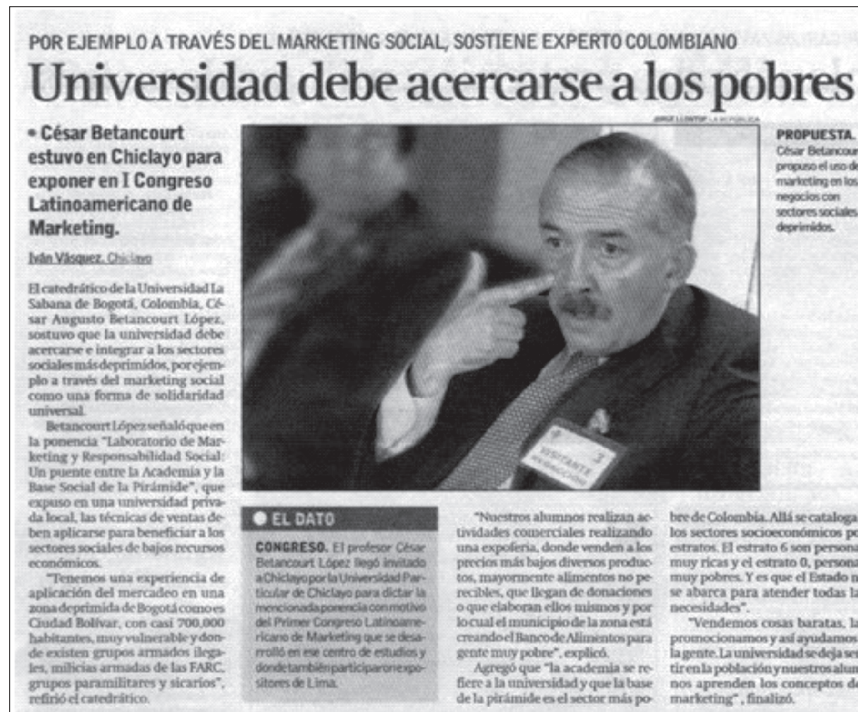 POR EJEMPLO A TRAVÉS DEL MARKETING SOCIAL, SOSTIENE EXPERTO COLOMBIANO
Universidad debe acercarse a los pobres
• César Betancourt
estuvo en Chiclayo para
exponer en I Congreso
Latinoamericano de
Marketing.
Iván Vásquez. Chiclayo
El catedrático de la Universidad La
Sabana de Bogotá, Colombia, Cé-
sar Augusto Betancourt López,
sostuvo que la universidad debe
acercarse e integrar a los sectores
sociales más deprimidos, por ejem-
plo a través del marketing social
como una forma de solidaridad
universal.
Betancourt López señaló que en
la ponencia "Laboratorio de Mar-
keting y Responsabilidad Social:
Un puente entre la Academia y la
Base Social de la Pirámide", que
expuso en una universidad priva-
da local, las técnicas de ventas de-
ben aplicarse para beneficiar a los
sectores sociales de bajos recursos
económicos.
"Tenemos una experiencia de
aplicación del mercadeo en una
zona deprimida de Bogotá como es
Ciudad Bolívar, con casi 700,000
habitantes, muy vulnerable y don-
de existen grupos armados ilega-
les, milicias armadas de las FARC,
grupos paramilitares y sicarios",
refirió el catedrático.
JORGE LLONTOP LA REPÚBLICA
VISITANTE
REDACCIÓN
3
PROPUESTA.
César Betancour
propuso el uso de
marketing en los
negocios con
sectores sociales
deprimidos.
EL DATO
CONGRESO. El profesor César
Betancourt López llegó invitado
a Chiclayo por la Universidad Par-
ticular de Chiclayo para dictar la
mencionada ponencia con motivo
del Primer Congreso Latinoame-
ricano de Marketing que se desa-
rrolló en ese centro de estudios y
donde también participaron expo-
sitores de Lima.
"Nuestros alumnos realizan ac-
tividades comerciales realizando
una expoferia, donde venden a los
precios más bajos diversos produc-
tos, mayormente alimentos no pe-
recibles, que llegan de donaciones
o que elaboran ellos mismos y por
lo cual el municipio de la zona está
creando el Banco de Alimentos para
gente muy pobre", explicó.
Agregó que "la academia se re-
fiere a la universidad y que la base
de la pirámide es el sector más po-
bre de Colombia. Allá se cataloga
los sectores socioeconómicos po
estratos. El estrato 6 son persona
muy ricas y el estrato 0, persona
muy pobres. Y es que el Estado n
se abarca para atender todas la
necesidades".
"Vendemos cosas baratas, la
promocionamos y así ayudamos
la gente. La universidad se deja sen
tir en la población y nuestros alum
nos aprenden los conceptos de
marketing", finalizó.